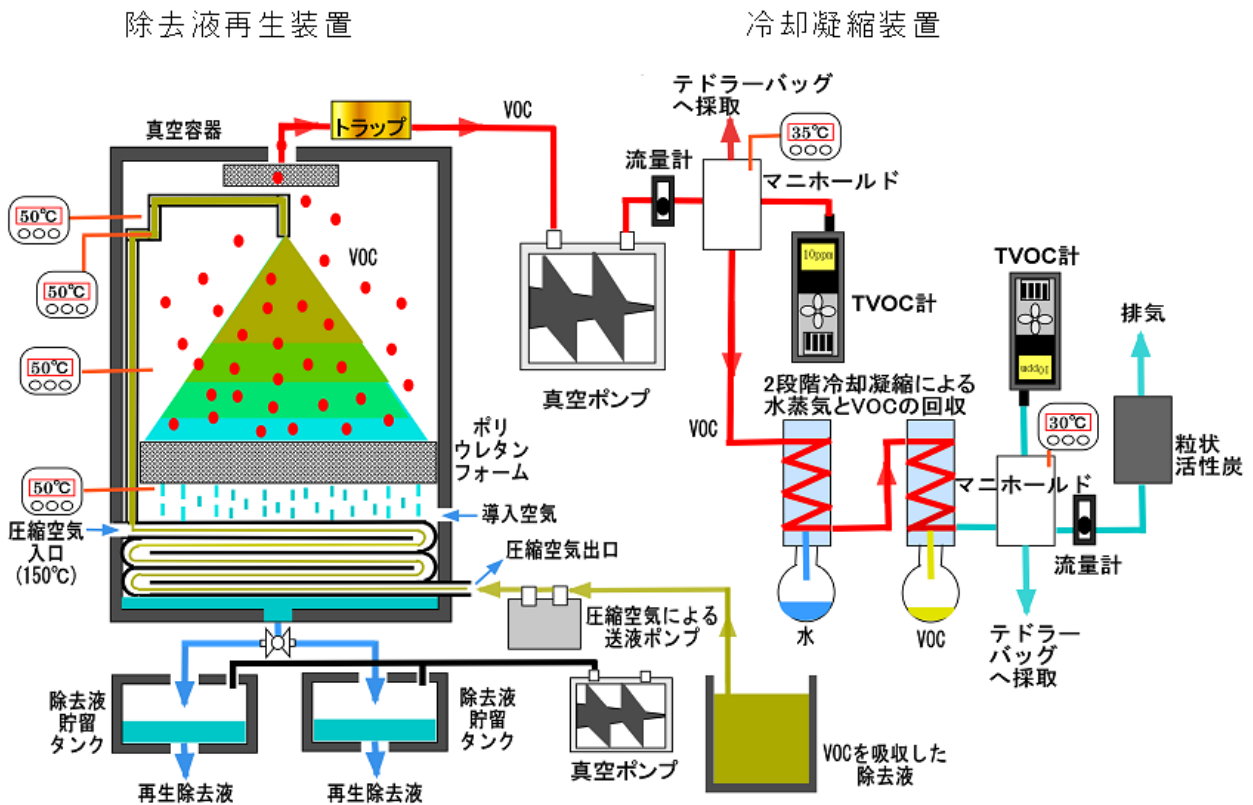 除去液再生装置
冷却凝縮装置
真空容器
トラップ
VOC
テドラーバッグ
へ採取
35℃
流量計
マニホールド
50℃
50℃
50℃
50℃
VOC
10ppm
TVOC計
真空ポンプ
TVOC計
10ppm
排気
2段階冷却凝縮による
水蒸気とVOCの回収
VOC
30℃
粒状
活性炭
マニホールド
流量計
ポリ
ウレタン
フォーム
圧縮空気
入口
(150℃)
導入空気
圧縮空気出口
圧縮空気による
送液ポンプ
水
VOC
テドラー
バッグ
へ採取
除去液
貯留
タンク
除去液
貯留
タンク
真空ポンプ
VOCを吸収した
除去液
再生除去液
再生除去液